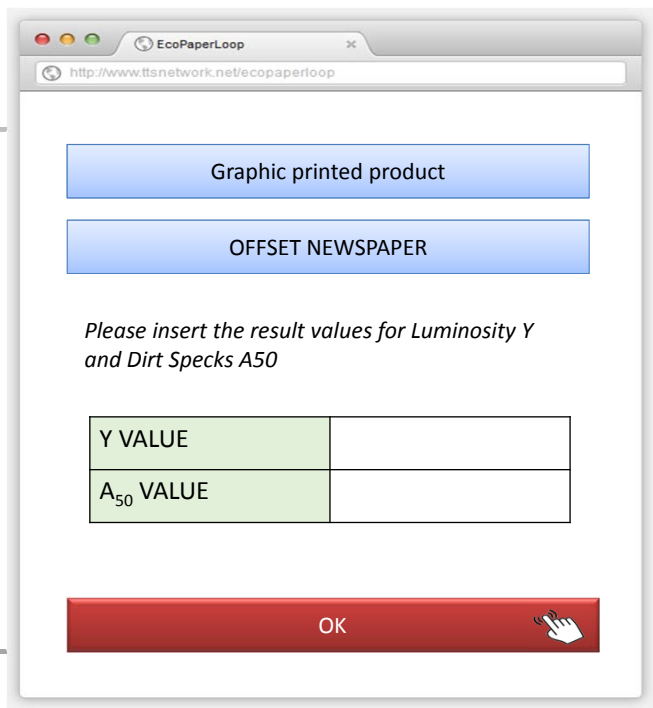 EcoPaperLoop
http://www.ttsnetwork.net/ecopaperloop
Graphic printed product
OFFSET NEWSPAPER
Please insert the result values for Luminosity Y
and Dirt Specks A50
Y VALUE
A50 VALUE
OK